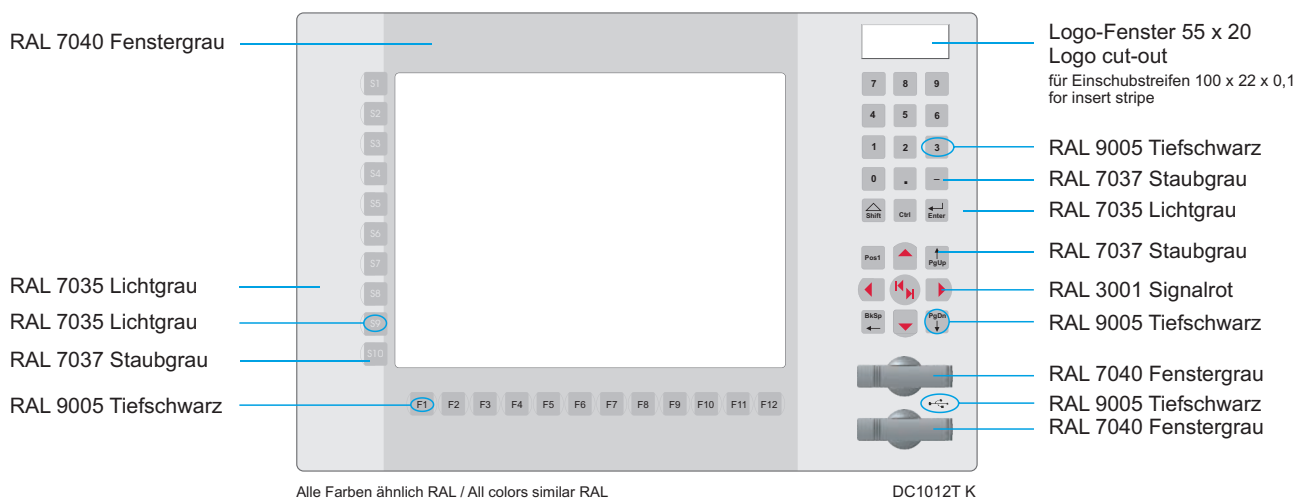 RAL 7040 Fenstergrau
RAL 7035 Lichtgrau
RAL 7035 Lichtgrau
RAL 7037 Staubgrau
RAL 9005 Tiefschwarz
S1
S2
S3
S4
S5
S6
S7
S8
S9
S10
F1 F2 F3 F4 F5 F6 F7 F8 F9 F10 F11 F12
7 8 9
4 5 6
1 2 3
0 . –
Shift Ctrl Enter
Pos1 PgUp
BkSp PgDn
Logo-Fenster 55 x 20
Logo cut-out
für Einschubstreifen 100 x 22 x 0,1
for insert stripe
RAL 9005 Tiefschwarz
RAL 7037 Staubgrau
RAL 7035 Lichtgrau
RAL 7037 Staubgrau
RAL 3001 Signalrot
RAL 9005 Tiefschwarz
RAL 7040 Fenstergrau
RAL 9005 Tiefschwarz
RAL 7040 Fenstergrau
Alle Farben ähnlich RAL / All colors similar RAL
DC1012T K